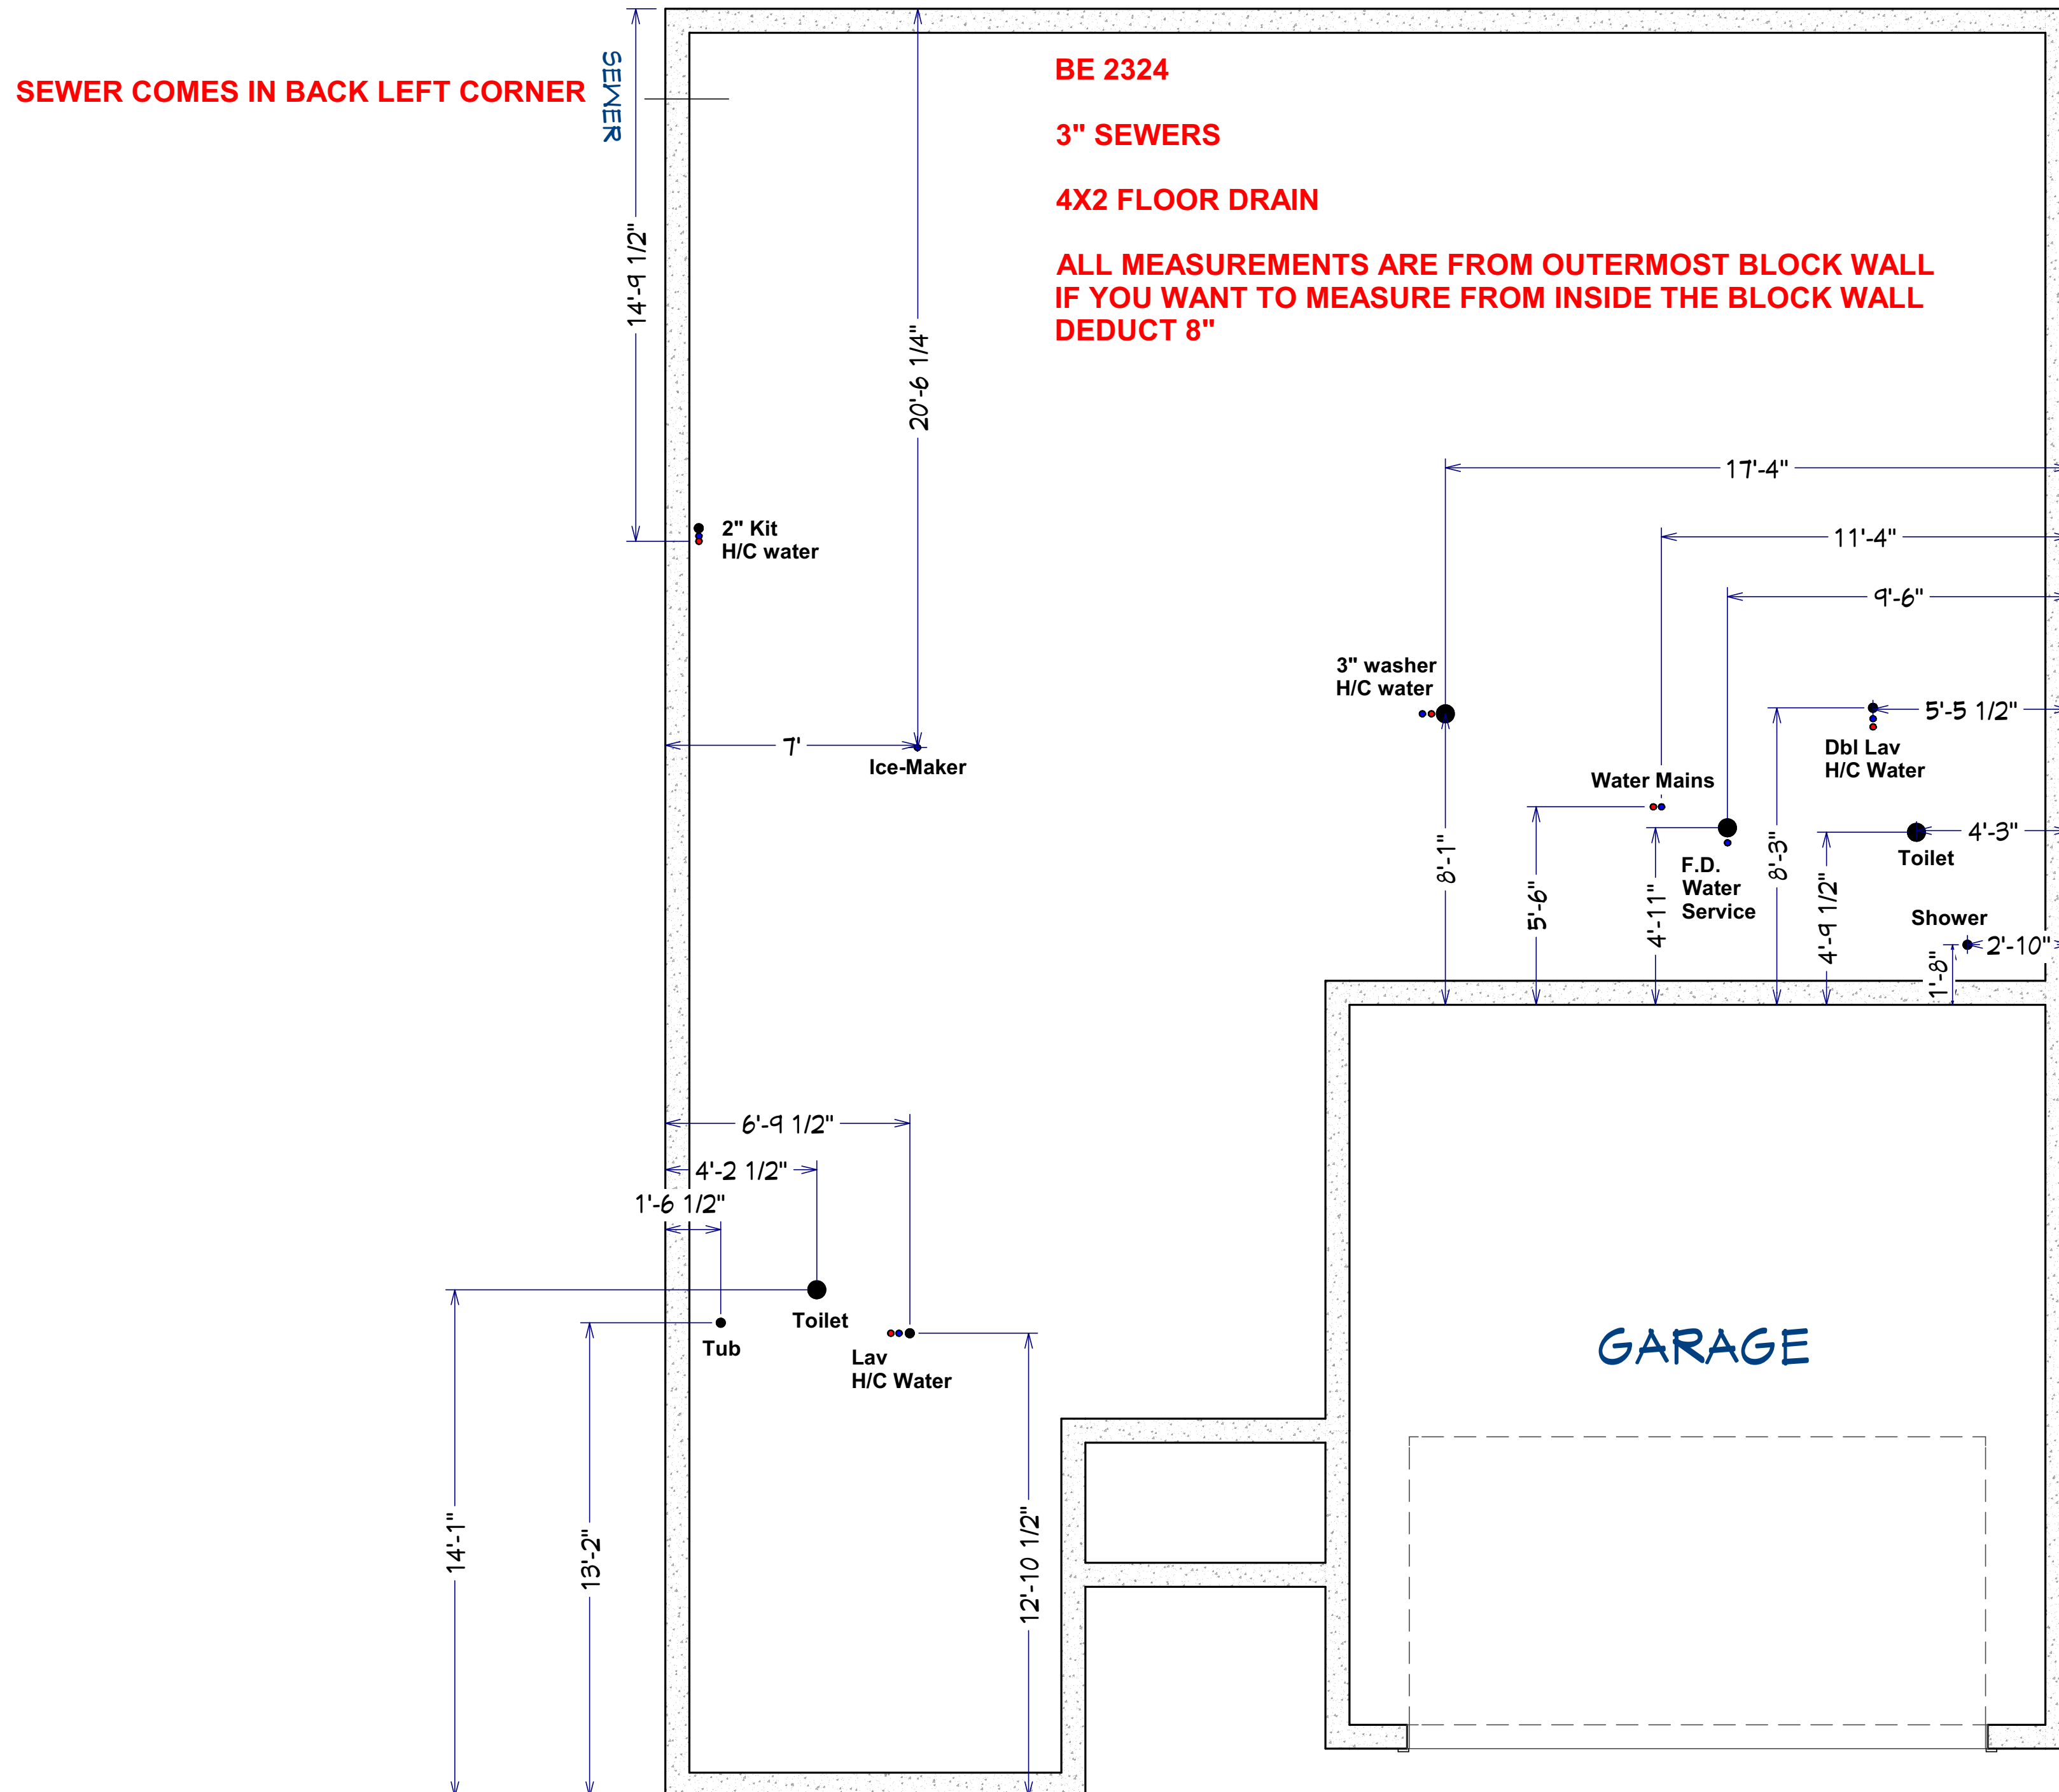 SEWER COMES IN BACK LEFT CORNER
SEWER
BE 2324
3" SEWERS
4X2 FLOOR DRAIN
ALL MEASUREMENTS ARE FROM OUTERMOST BLOCK WALL
IF YOU WANT TO MEASURE FROM INSIDE THE BLOCK WALL
DEDUCT 8"
14'-9 1/2"
20'-6 1/4"
17'-4"
11'-4"
9'-6"
2" Kit
H/C water
3" washer
H/C water
5'-5 1/2"
Dbl Lav
H/C Water
7'
Ice-Maker
Water Mains
8'-1"
5'-6"
4'-11"
F.D.
Water
Service
8'-3"
4'-9 1/2"
4'-3"
Toilet
Shower
2'-10"
1'-8"
6'-9 1/2"
4'-2 1/2"
1'-6 1/2"
Toilet
Tub
Lav
H/C Water
GARAGE
14'-1"
13'-2"
12'-10 1/2"